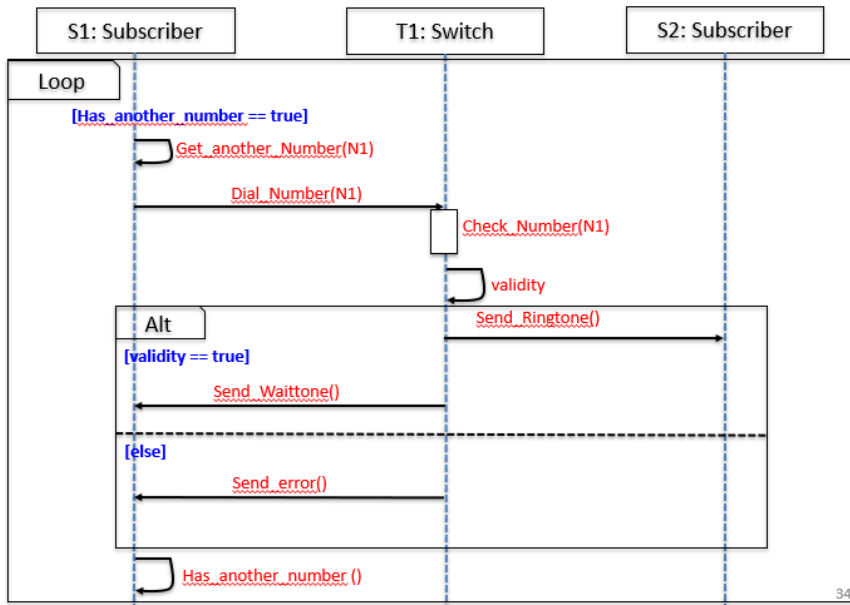 S1: Subscriber
T1: Switch
S2: Subscriber
Loop
[Has_another_number == true]
Get_another_Number(N1)
Dial_Number(N1)
Check_Number(N1)
validity
Alt
Send_Ringtone()
[validity == true]
Send_Waittone()
[else]
Send_error()
Has_another_number ()
34